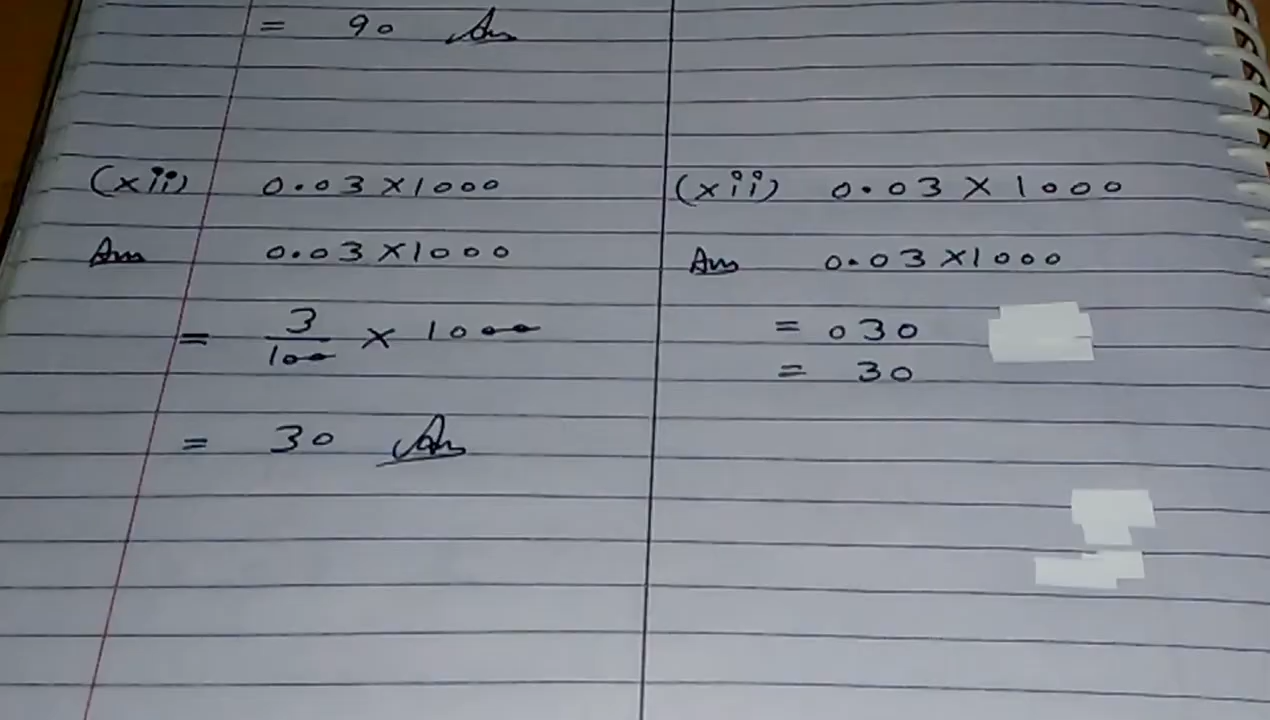 = 90 Ans
(xii) 0.03 × 1000
Ans 0.03 × 1000
= 3/100 × 1000
= 30 Ans
(xii) 0.03 × 1000
Ans 0.03 × 1000
= 030
= 30